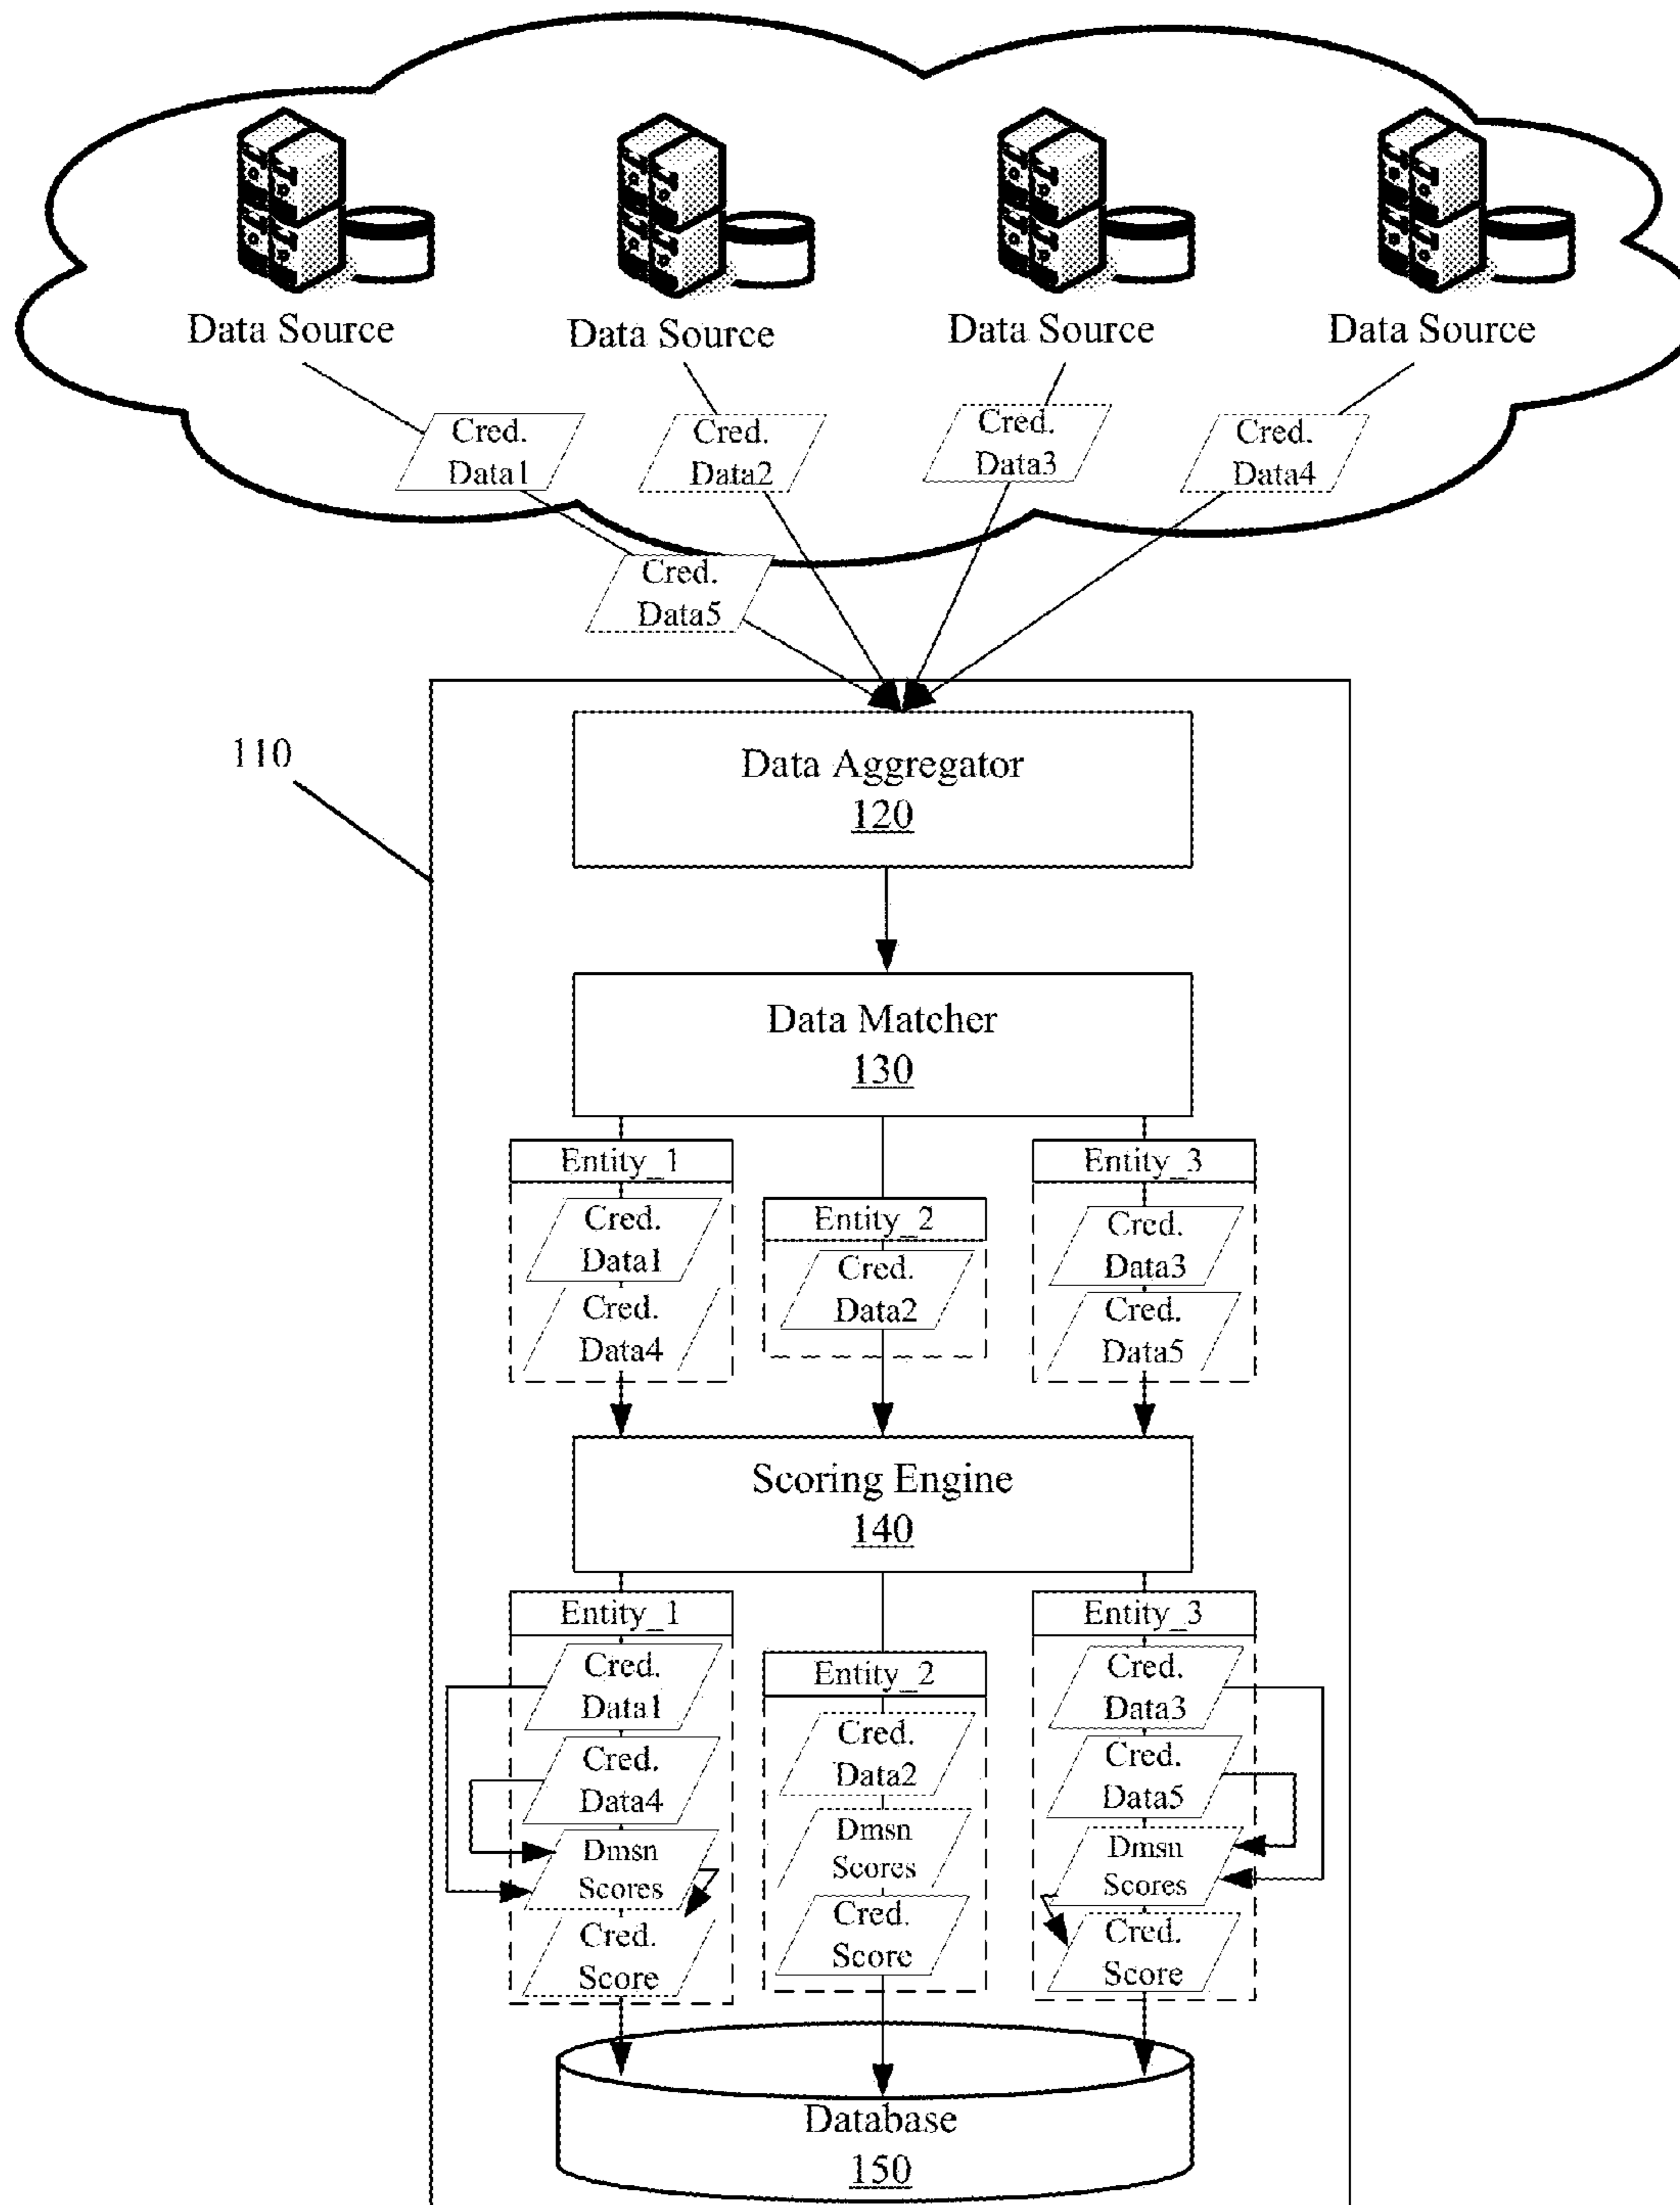 Data Source
Data Source
Data Source
Data Source
Cred.
Data1
Cred.
Data2
Cred.
Data3
Cred.
Data4
Cred.
Data5
110
Data Aggregator
120
Data Matcher
130
Entity_1
Cred.
Data1
Cred.
Data4
Entity_2
Cred.
Data2
Entity_3
Cred.
Data3
Cred.
Data5
Scoring Engine
140
Entity_1
Cred.
Data1
Cred.
Data4
Dmsn
Scores
Cred.
Score
Entity_2
Cred.
Data2
Dmsn
Scores
Cred.
Score
Entity_3
Cred.
Data3
Cred.
Data5
Dmsn
Scores
Cred.
Score
Database
150